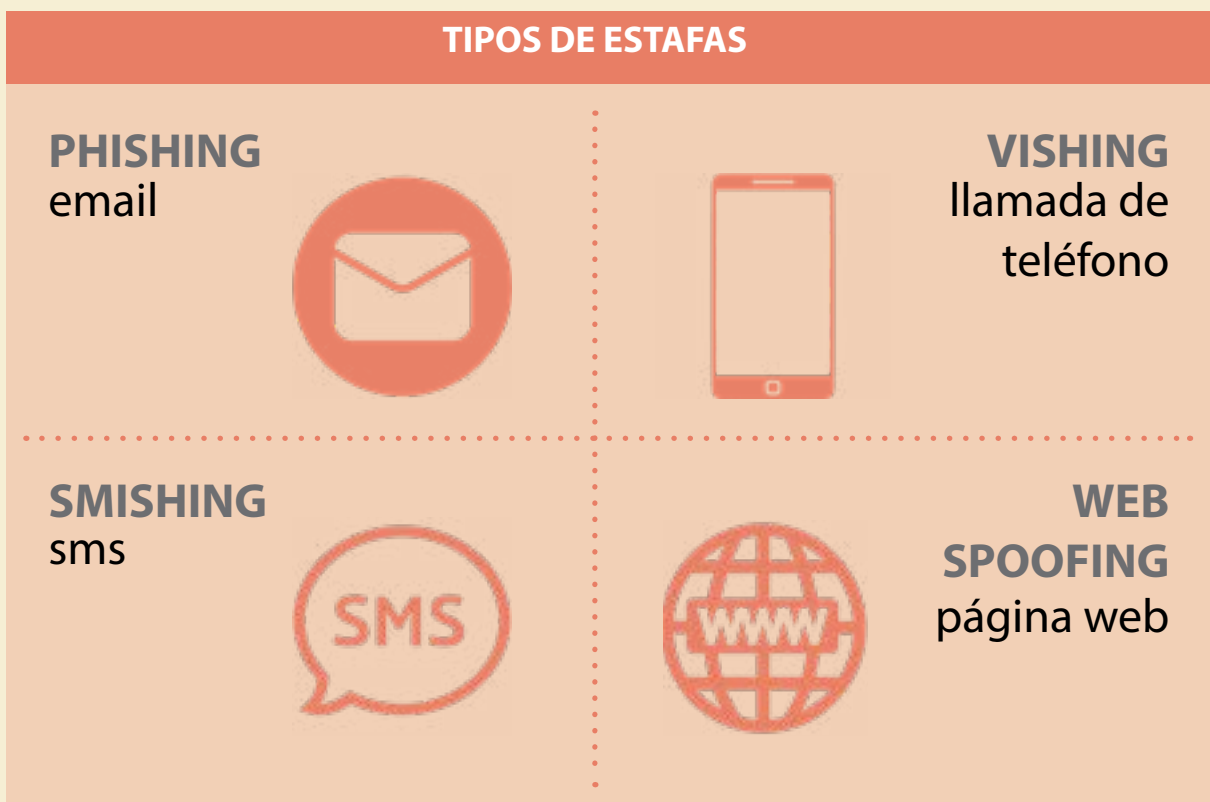 TIPOS DE ESTAFAS
PHISHING
email
VISHING
llamada de
teléfono
SMISHING
sms
SMS
WEB
SPOOFING
página web
WWW